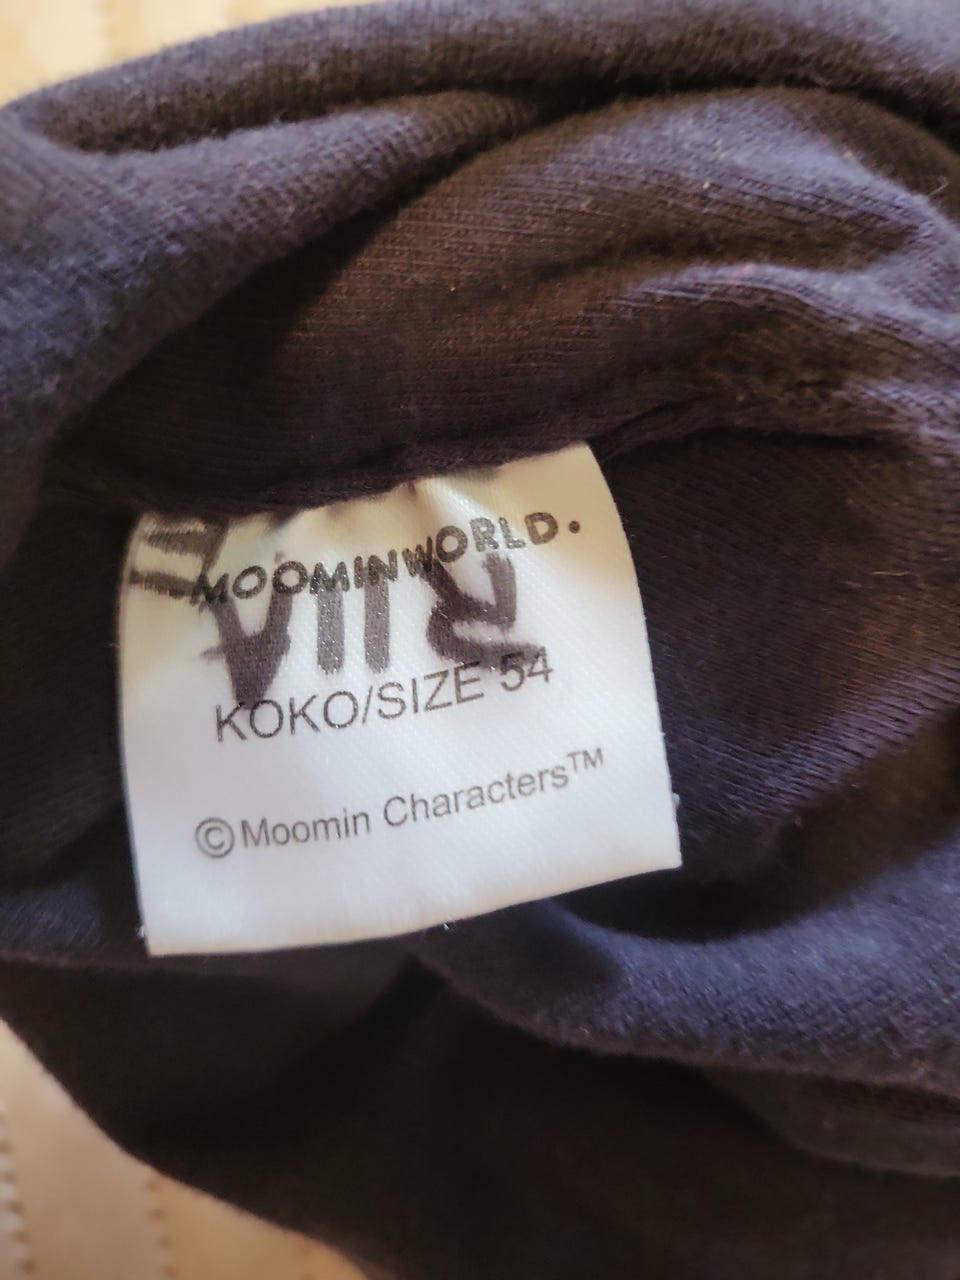 MOOMINWORLD.
KOKO/SIZE 54
©Moomin Characters™